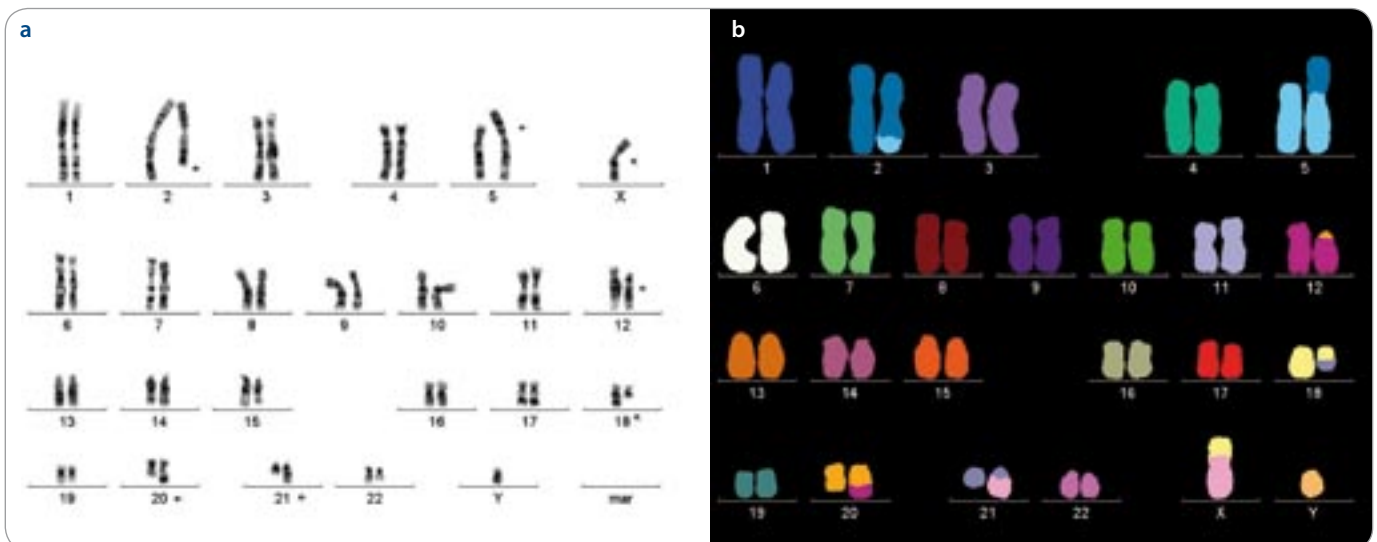 a
1 2 3 4 5 X
6 7 8 9 10 11 12
13 14 15 16 17 18 *
19 20 * 21 * 22 Y mar
b
1 2 3 4 5
6 7 8 9 10 11 12
13 14 15 16 17 18
19 20 21 22 X Y